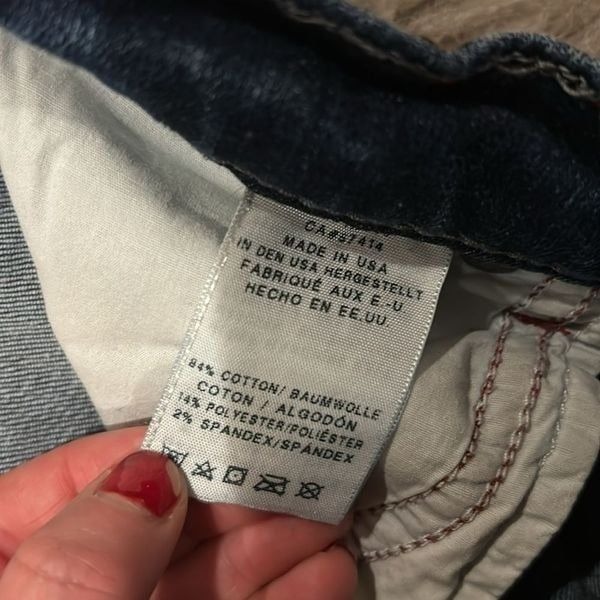 CA#57414
MADE IN USA
IN DEN USA HERGESTELLT
FABRIQUÉ AUX E.-U
HECHO EN EE.UU
84% COTTON/ BAUMWOLLE
COTON / ALGODÓN
14% POLYESTER/POLIÉSTER
2% SPANDEX/SPÁNDEX